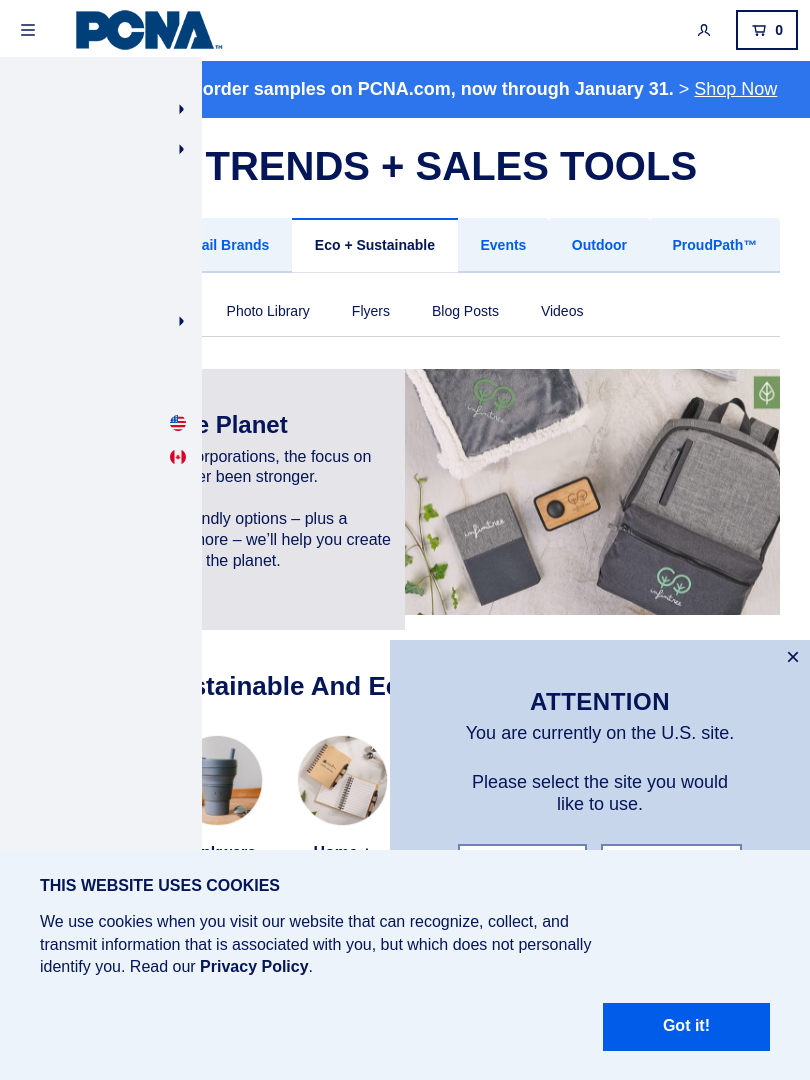 PCNA™
0
order samples on PCNA.com, now through January 31. > Shop Now
TRENDS + SALES TOOLS
ail Brands
Eco + Sustainable
Events
Outdoor
ProudPath™
Photo Library
Flyers
Blog Posts
Videos
e Planet
orporations, the focus on
er been stronger.
ndly options – plus a
more – we’ll help you create
the planet.
infinitree
infinitree
infinitree
stainable And Ec
×
ATTENTION
You are currently on the U.S. site.
Please select the site you would
like to use.
THIS WEBSITE USES COOKIES
We use cookies when you visit our website that can recognize, collect, and
transmit information that is associated with you, but which does not personally
identify you. Read our Privacy Policy.
Got it!